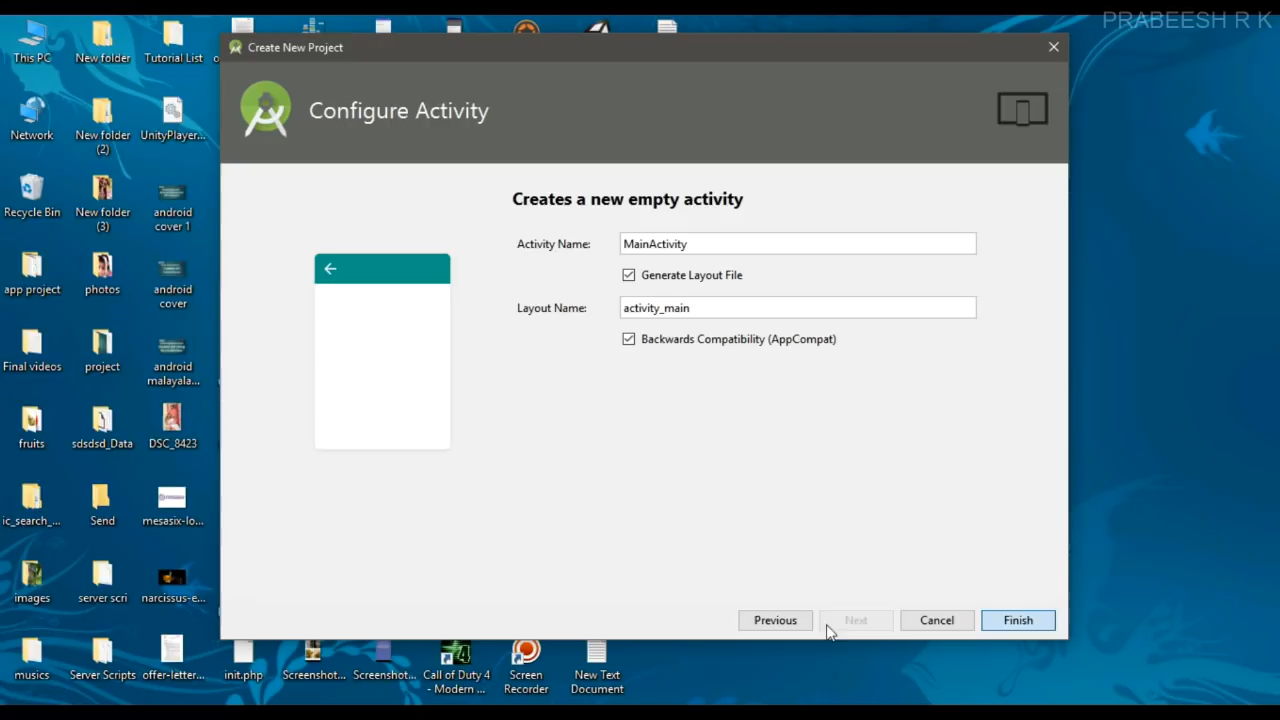 PRABEESH R K
This PC
New folder
Tutorial List
Create New Project
Configure Activity
Network
New folder
(2)
UnityPlayer...
Creates a new empty activity
Recycle Bin
New folder
(3)
android
cover 1
Activity Name:
MainActivity
Generate Layout File
app project
photos
android
cover
Layout Name:
activity_main
Backwards Compatibility (AppCompat)
Final videos
project
android
malayala...
fruits
sdsdsd_Data
DSC_8423
ic_search_...
Send
mesasix-lo...
images
server scri
narcissus-e...
Previous
Next
Cancel
Finish
musics
Server Scripts
offer-letter...
init.php
Screenshot...
Screenshot...
Call of Duty 4
- Modern ...
Screen
Recorder
New Text
Document